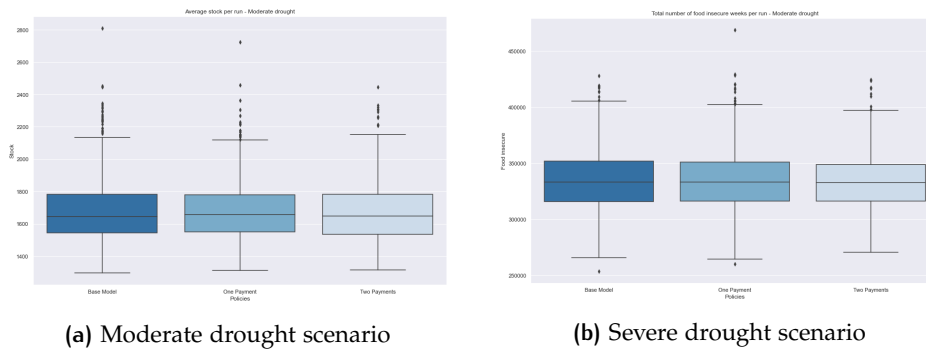 Average stock per run - Moderate drought
2800
2600
2400
2200
2000
1800
1600
1400
Stock
Base Model
One Payment
Two Payments
Policies
(a) Moderate drought scenario
Total number of food insecure weeks per run - Moderate drought
450000
400000
350000
300000
250000
Food insecure
Base Model
One Payment
Two Payments
Policies
(b) Severe drought scenario